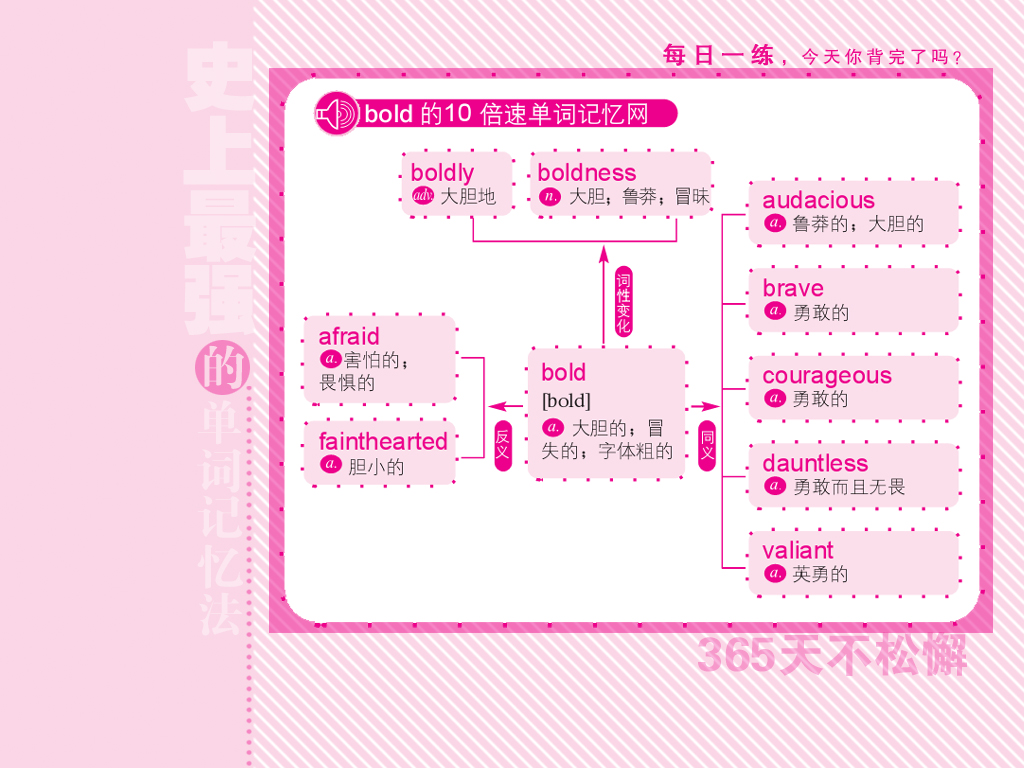 史上最强的单词记忆法
每日一练，今天你背完了吗？
bold 的10 倍速单词记忆网
boldly
adv. 大胆地
boldness
n. 大胆；鲁莽；冒昧
词性变化
afraid
a. 害怕的；
畏惧的
fainthearted
a. 胆小的
反义
bold
[bold]
a. 大胆的；冒
失的；字体粗的
同义
audacious
a. 鲁莽的；大胆的
brave
a. 勇敢的
courageous
a. 勇敢的
dauntless
a. 勇敢而且无畏
valiant
a. 英勇的
365天不松懈